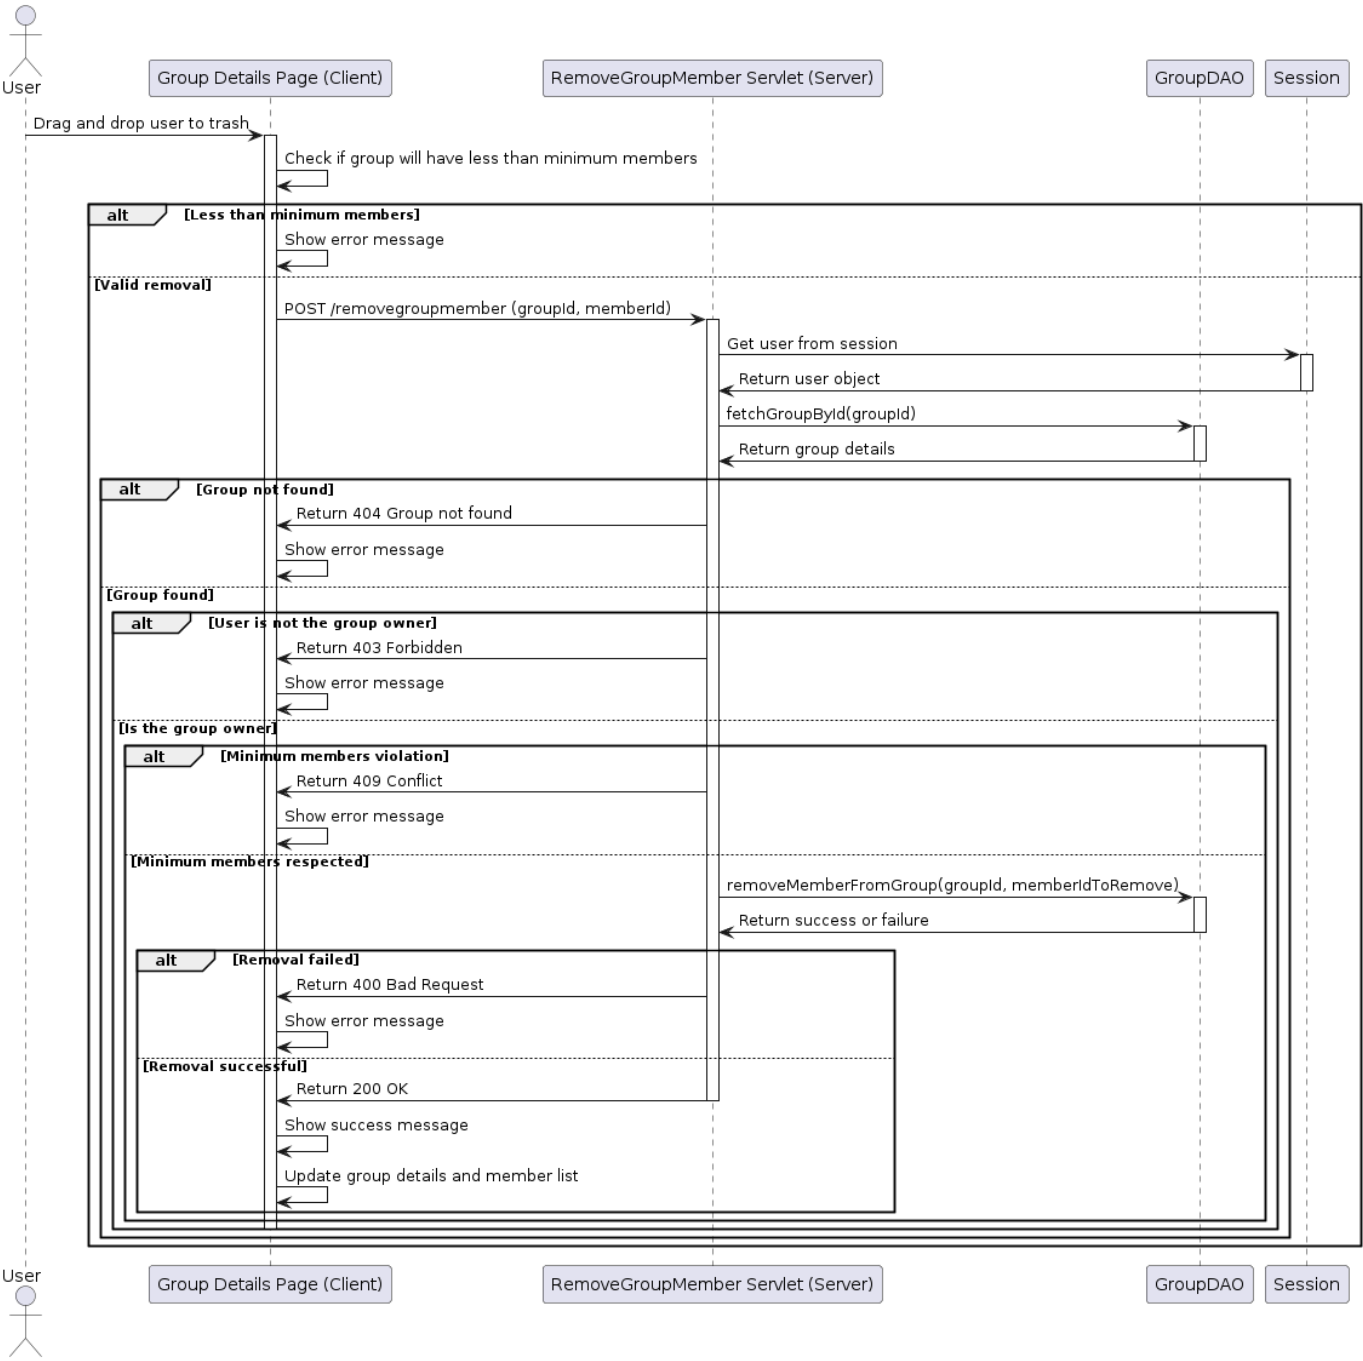 User
Group Details Page (Client)
RemoveGroupMember Servlet (Server)
GroupDAO
Session
Drag and drop user to trash
Check if group will have less than minimum members
alt
[Less than minimum members]
Show error message
[Valid removal]
POST /removegroupmember (groupId, memberId)
Get user from session
Return user object
fetchGroupById(groupId)
Return group details
alt
[Group not found]
Return 404 Group not found
Show error message
[Group found]
alt
[User is not the group owner]
Return 403 Forbidden
Show error message
[Is the group owner]
alt
[Minimum members violation]
Return 409 Conflict
Show error message
[Minimum members respected]
removeMemberFromGroup(groupId, memberIdToRemove)
Return success or failure
alt
[Removal failed]
Return 400 Bad Request
Show error message
[Removal successful]
Return 200 OK
Show success message
Update group details and member list
User
Group Details Page (Client)
RemoveGroupMember Servlet (Server)
GroupDAO
Session